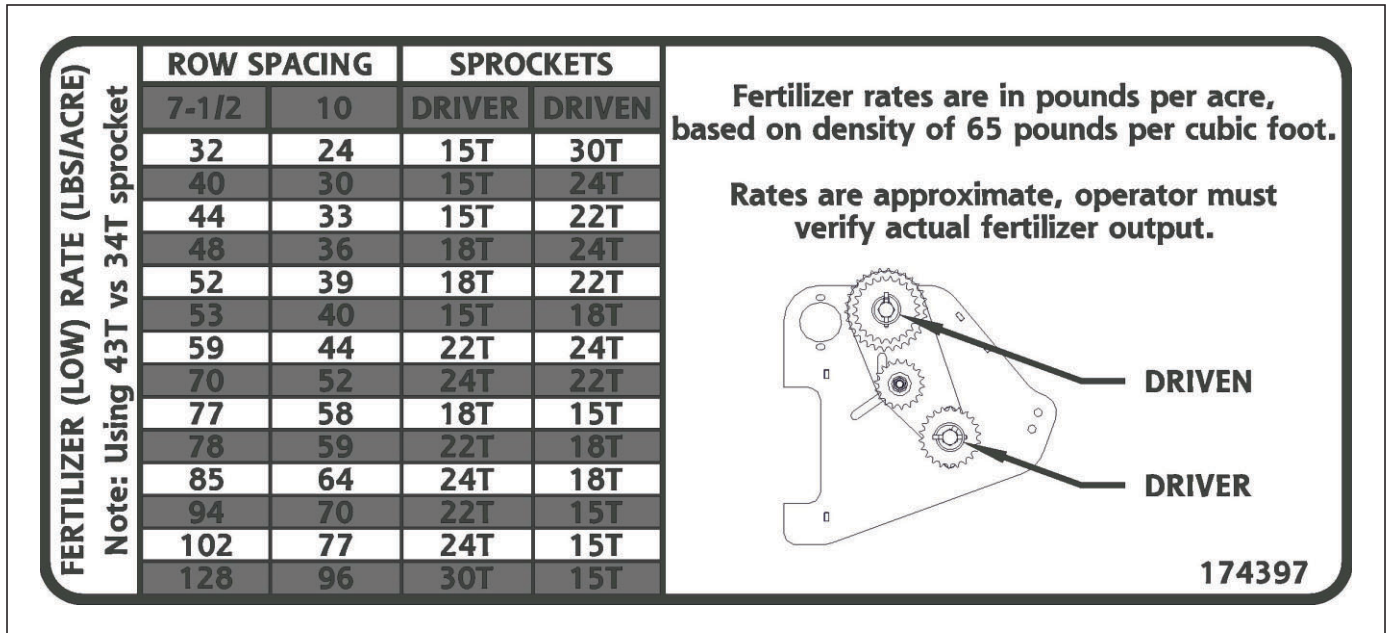 FERTILIZER (LOW) RATE (LBS/ACRE)
Note: Using 43T vs 34T sprocket
ROW SPACING SPROCKETS
7-1/2 10 DRIVER DRIVEN
32 24 15T 30T
40 30 15T 24T
44 33 15T 22T
48 36 18T 24T
52 39 18T 22T
53 40 15T 18T
59 44 22T 24T
70 52 24T 22T
77 58 18T 15T
78 59 22T 18T
85 64 24T 18T
94 70 22T 15T
102 77 24T 15T
128 96 30T 15T
Fertilizer rates are in pounds per acre,
based on density of 65 pounds per cubic foot.
Rates are approximate, operator must
verify actual fertilizer output.
DRIVEN
DRIVER
174397